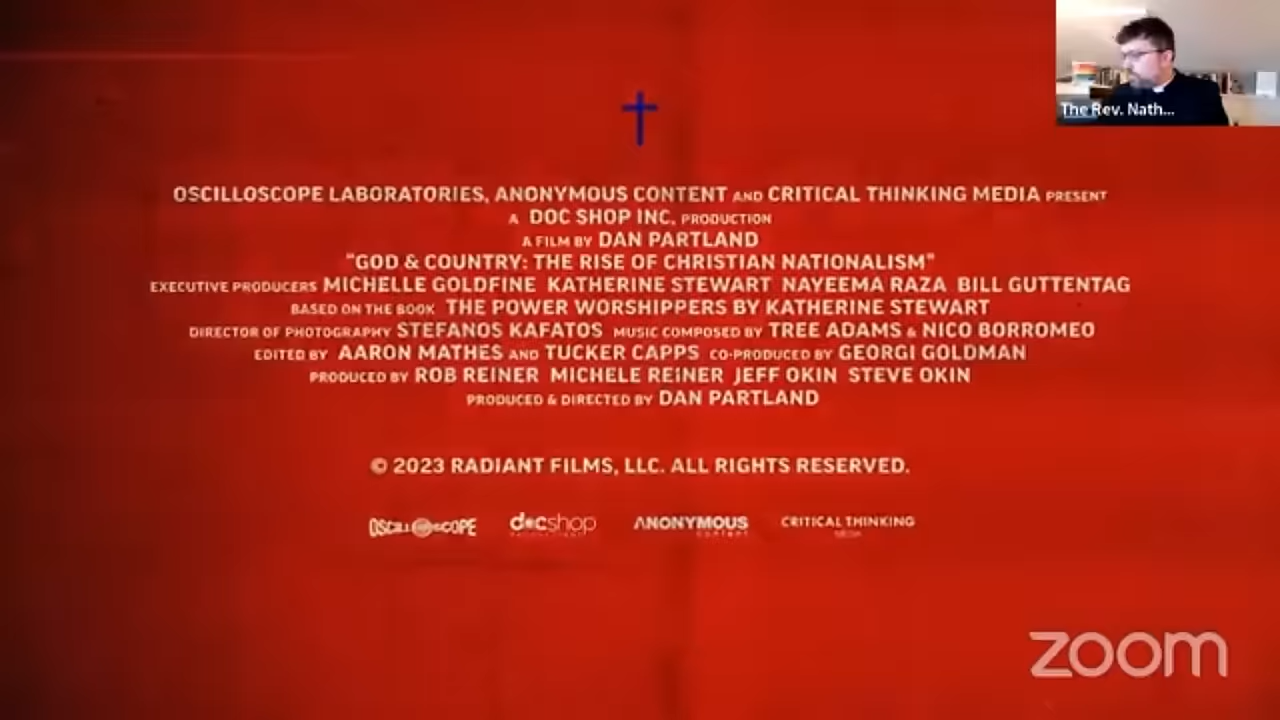 The Rev. Nath...
OSCILLOSCOPE LABORATORIES, ANONYMOUS CONTENT AND CRITICAL THINKING MEDIA PRESENT
A DOC SHOP INC. PRODUCTION
A FILM BY DAN PARTLAND
"GOD & COUNTRY: THE RISE OF CHRISTIAN NATIONALISM"
EXECUTIVE PRODUCERS MICHELLE GOLDFINE KATHERINE STEWART NAYEEMA RAZA BILL GUTTENTAG
BASED ON THE BOOK THE POWER WORSHIPPERS BY KATHERINE STEWART
DIRECTOR OF PHOTOGRAPHY STEFANOS KAFATOS MUSIC COMPOSED BY TREE ADAMS & NICO BORROMEO
EDITED BY AARON MATHES AND TUCKER CAPPS CO-PRODUCED BY GEORGI GOLDMAN
PRODUCED BY ROB REINER MICHELE REINER JEFF OKIN STEVE OKIN
PRODUCED & DIRECTED BY DAN PARTLAND
© 2023 RADIANT FILMS, LLC. ALL RIGHTS RESERVED.
OSCILLOSCOPE docshop ANONYMOUS CRITICAL THINKING
content
zoom